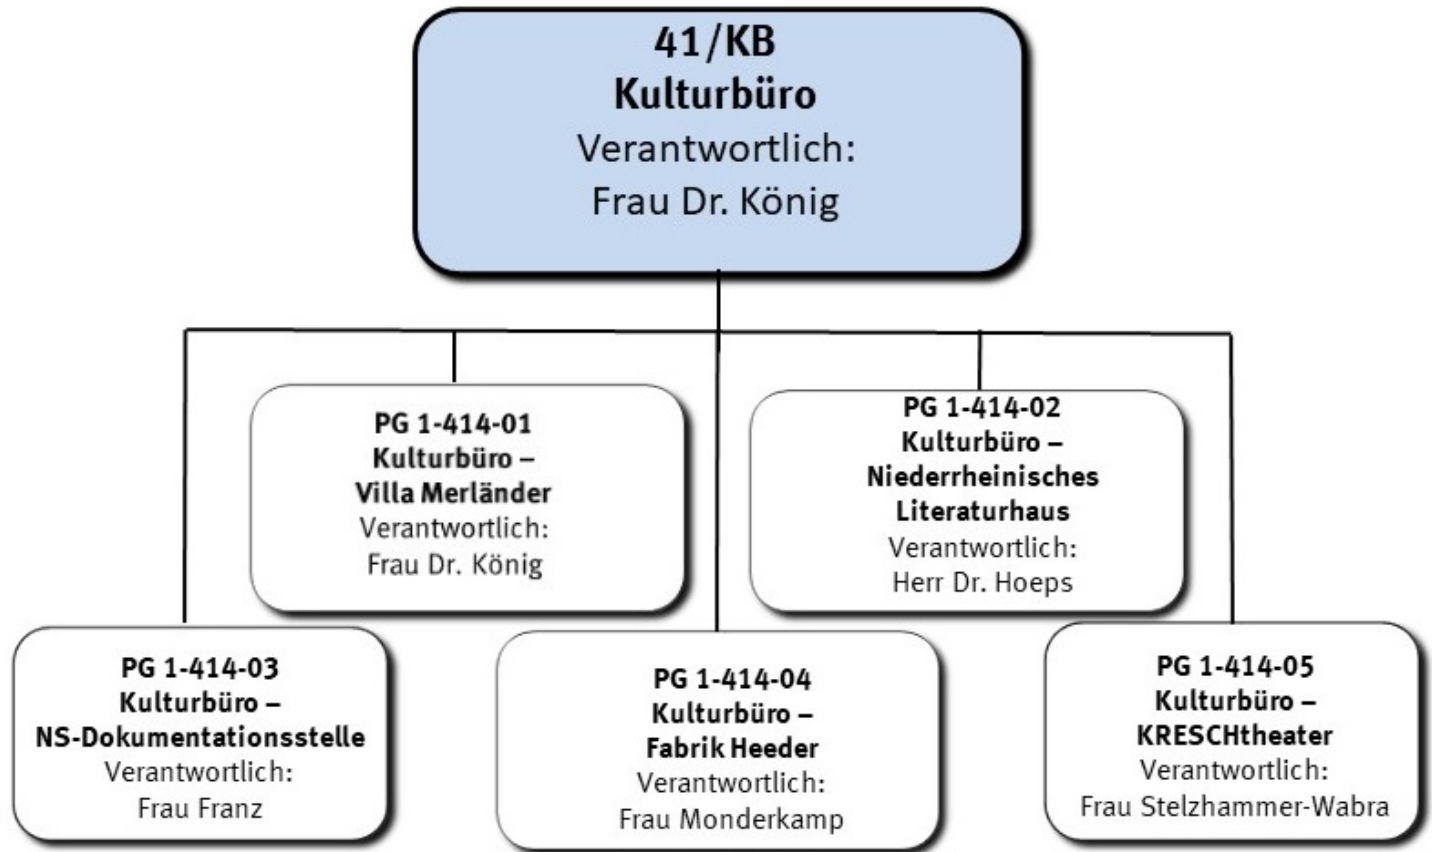 41/KB
Kulturbüro
Verantwortlich:
Frau Dr. König
PG 1-414-01
Kulturbüro –
Villa Merländer
Verantwortlich:
Frau Dr. König
PG 1-414-02
Kulturbüro –
Niederrheinisches
Literaturhaus
Verantwortlich:
Herr Dr. Hoeps
PG 1-414-03
Kulturbüro –
NS-Dokumentationsstelle
Verantwortlich:
Frau Franz
PG 1-414-04
Kulturbüro –
Fabrik Heeder
Verantwortlich:
Frau Monderkamp
PG 1-414-05
Kulturbüro –
KRESCHtheater
Verantwortlich:
Frau Stelzhammer-Wabra